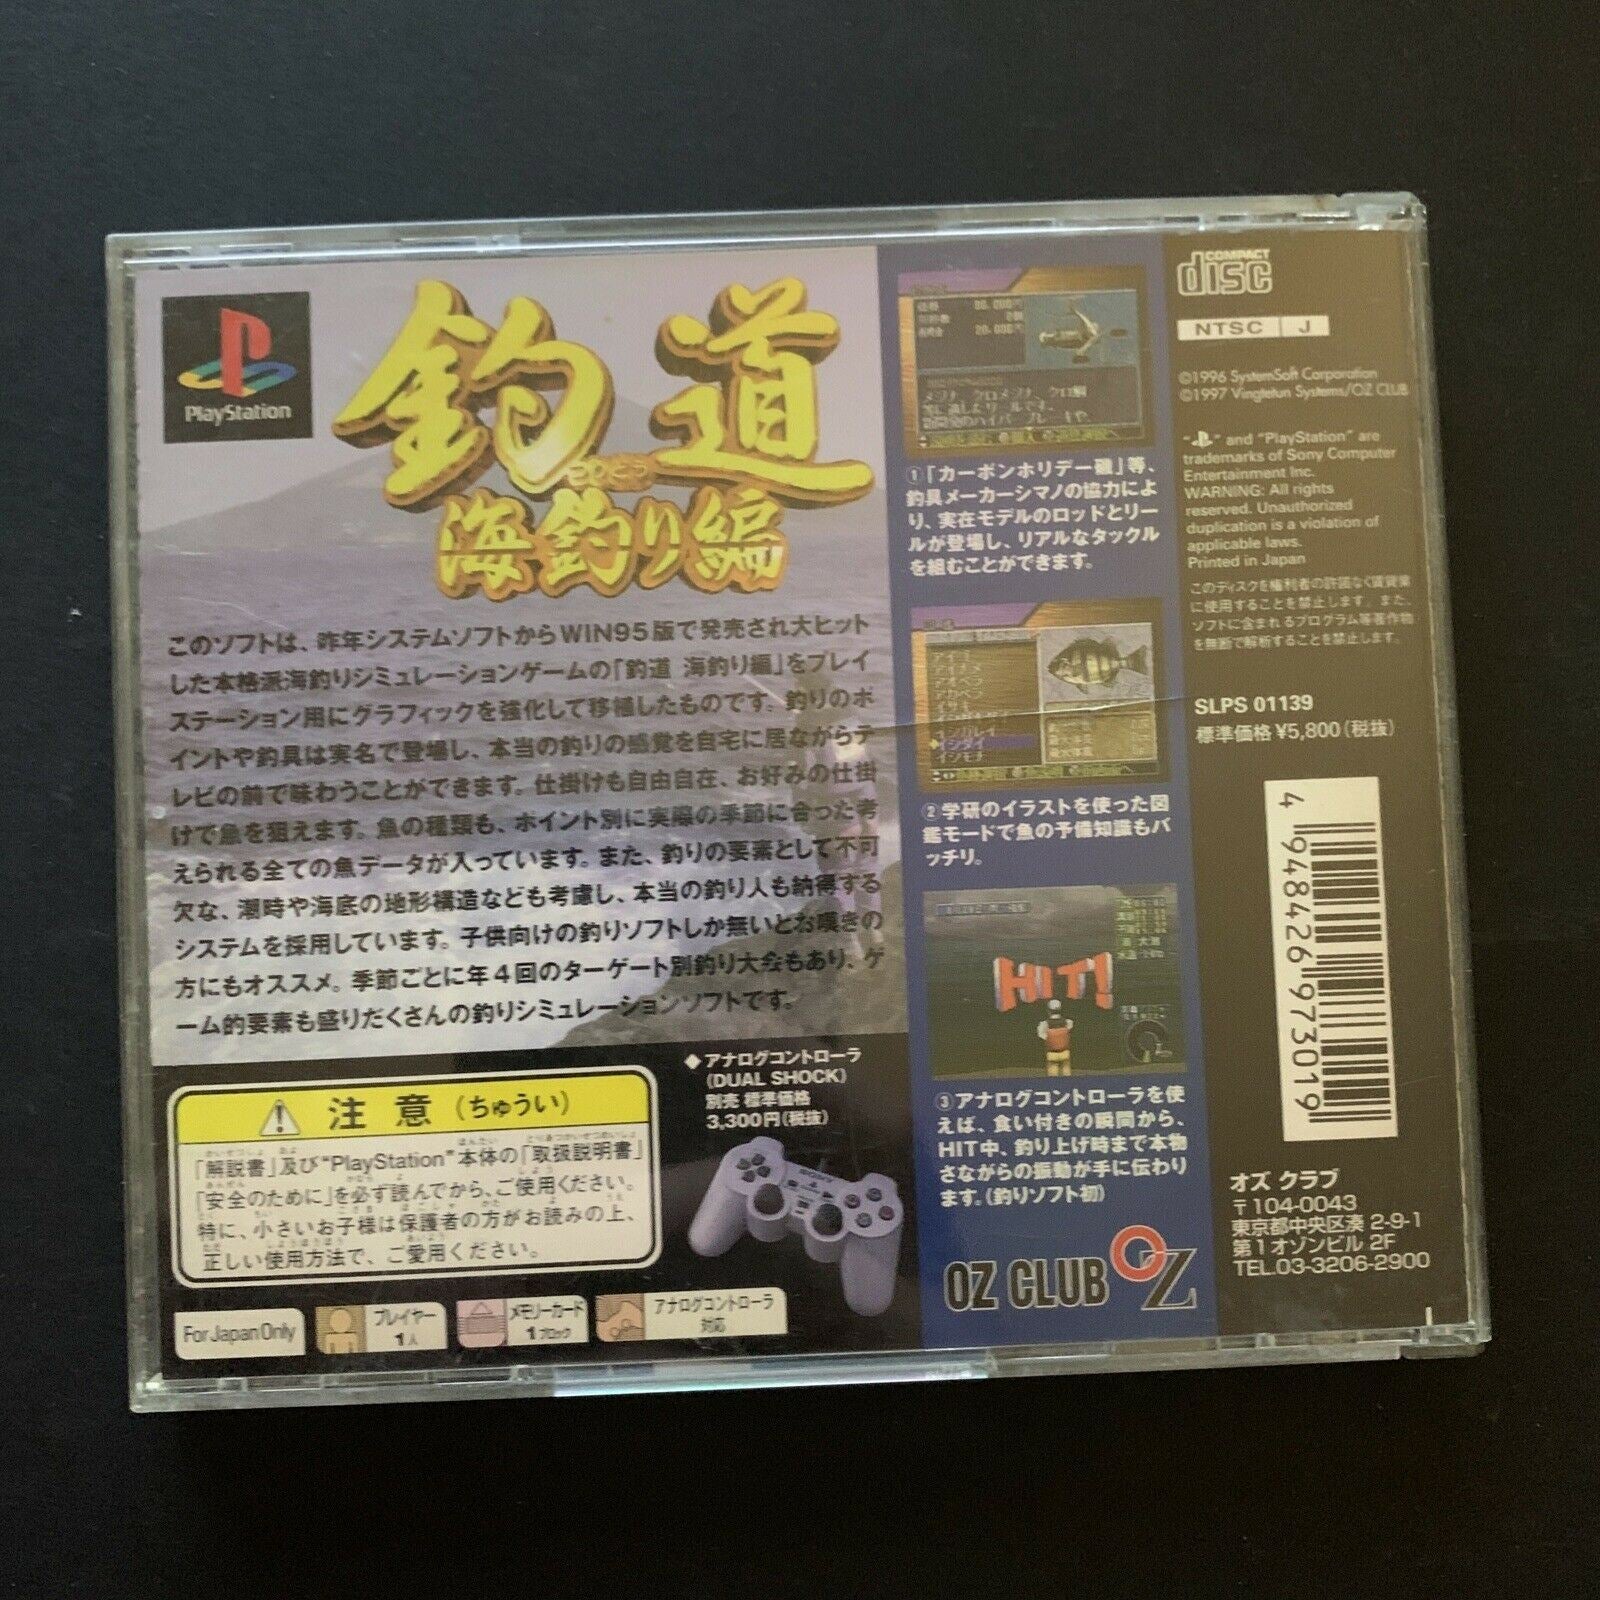 PlayStation
釣道
海釣り編
このソフトは、昨年システムソフトからWIN95版で発売され大ヒット
した本格派海釣りシミュレーションゲームの「釣道 海釣り編」をプレイ
ステーション用にグラフィックを強化して移植したものです。釣りのポ
イントや釣具は実名で登場し、本当の釣りの感覚を自宅に居ながらテ
レビの前で味わうことができます。仕掛けも自由自在、お好みの仕掛
けで魚を狙えます。魚の種類も、ポイント別に実際の季節に合った考
えられる全ての魚データが入っています。また、釣りの要素として不可
欠な、潮時や海底の地形構造なども考慮し、本当の釣り人も納得する
システムを採用しています。子供向けの釣りソフトしか無いとお嘆きの
方にもオススメ。季節ごとに年4回のターゲート別釣り大会もあり、ゲ
ーム的要素も盛りだくさんの釣りシミュレーションソフトです。
注意(ちゅうい)
「解説書」及び"PlayStation"本体の「取扱説明書」
「安全のために」を必ず読んでから、ご使用ください。
特に、小さいお子様は保護者の方がお読みの上、
正しい使用方法で、ご愛用ください。
◆アナログコントローラ
(DUAL SHOCK)
別売 標準価格
3,300円(税抜)
For Japan Only
プレイヤー
1人
メモリーカード
1ブロック
アナログコントローラ
対応
80,000円
2個
20,000円
①「カーボンホリデー磯」等、
釣具メーカーシマノの協力によ
り、実在モデルのロッドとリー
ルが登場し、リアルなタックル
を組むことができます。
アイナメ
アオベラ
アカベラ
イシガレイ
イシダイ
イシモチ
②学研のイラストを使った図
鑑モードで魚の予備知識もバ
ッチリ。
HIT!
③アナログコントローラを使
えば、食い付きの瞬間から、
HIT中、釣り上げ時まで本物
さながらの振動が手に伝わり
ます。(釣りソフト初)
OZ CLUB OZ
COMPACT
disc
NTSC J
©1996 SystemSoft Corporation
©1997 Vingtetun Systems/OZ CLUB
" " and "PlayStation" are
trademarks of Sony Computer
Entertainment Inc.
WARNING: All rights
reserved. Unauthorized
duplication is a violation of
applicable laws.
Printed in Japan
このディスクを権利者の許諾なく賃貸業
に使用することを禁止します。また、
ソフトに含まれるプログラム等著作物
を無断で解析することを禁止します。
SLPS 01139
標準価格¥5,800(税抜)
4 948426 973019
オズ クラブ
〒104-0043
東京都中央区湊 2-9-1
第1オゾンビル 2F
TEL.03-3206-2900